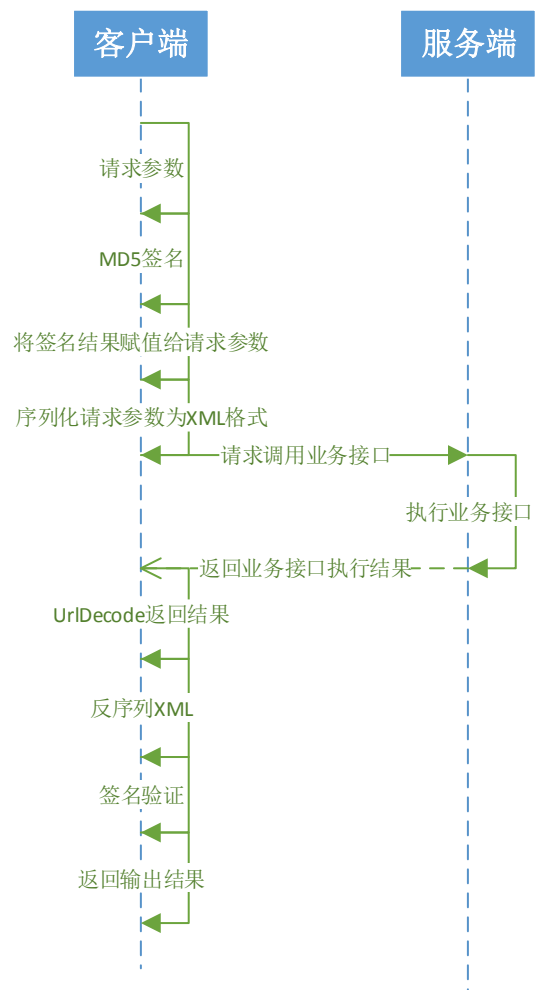 客户端
服务端
请求参数
MD5签名
将签名结果赋值给请求参数
序列化请求参数为XML格式
请求调用业务接口
执行业务接口
返回业务接口执行结果
UrlDecode返回结果
反序列XML
签名验证
返回输出结果